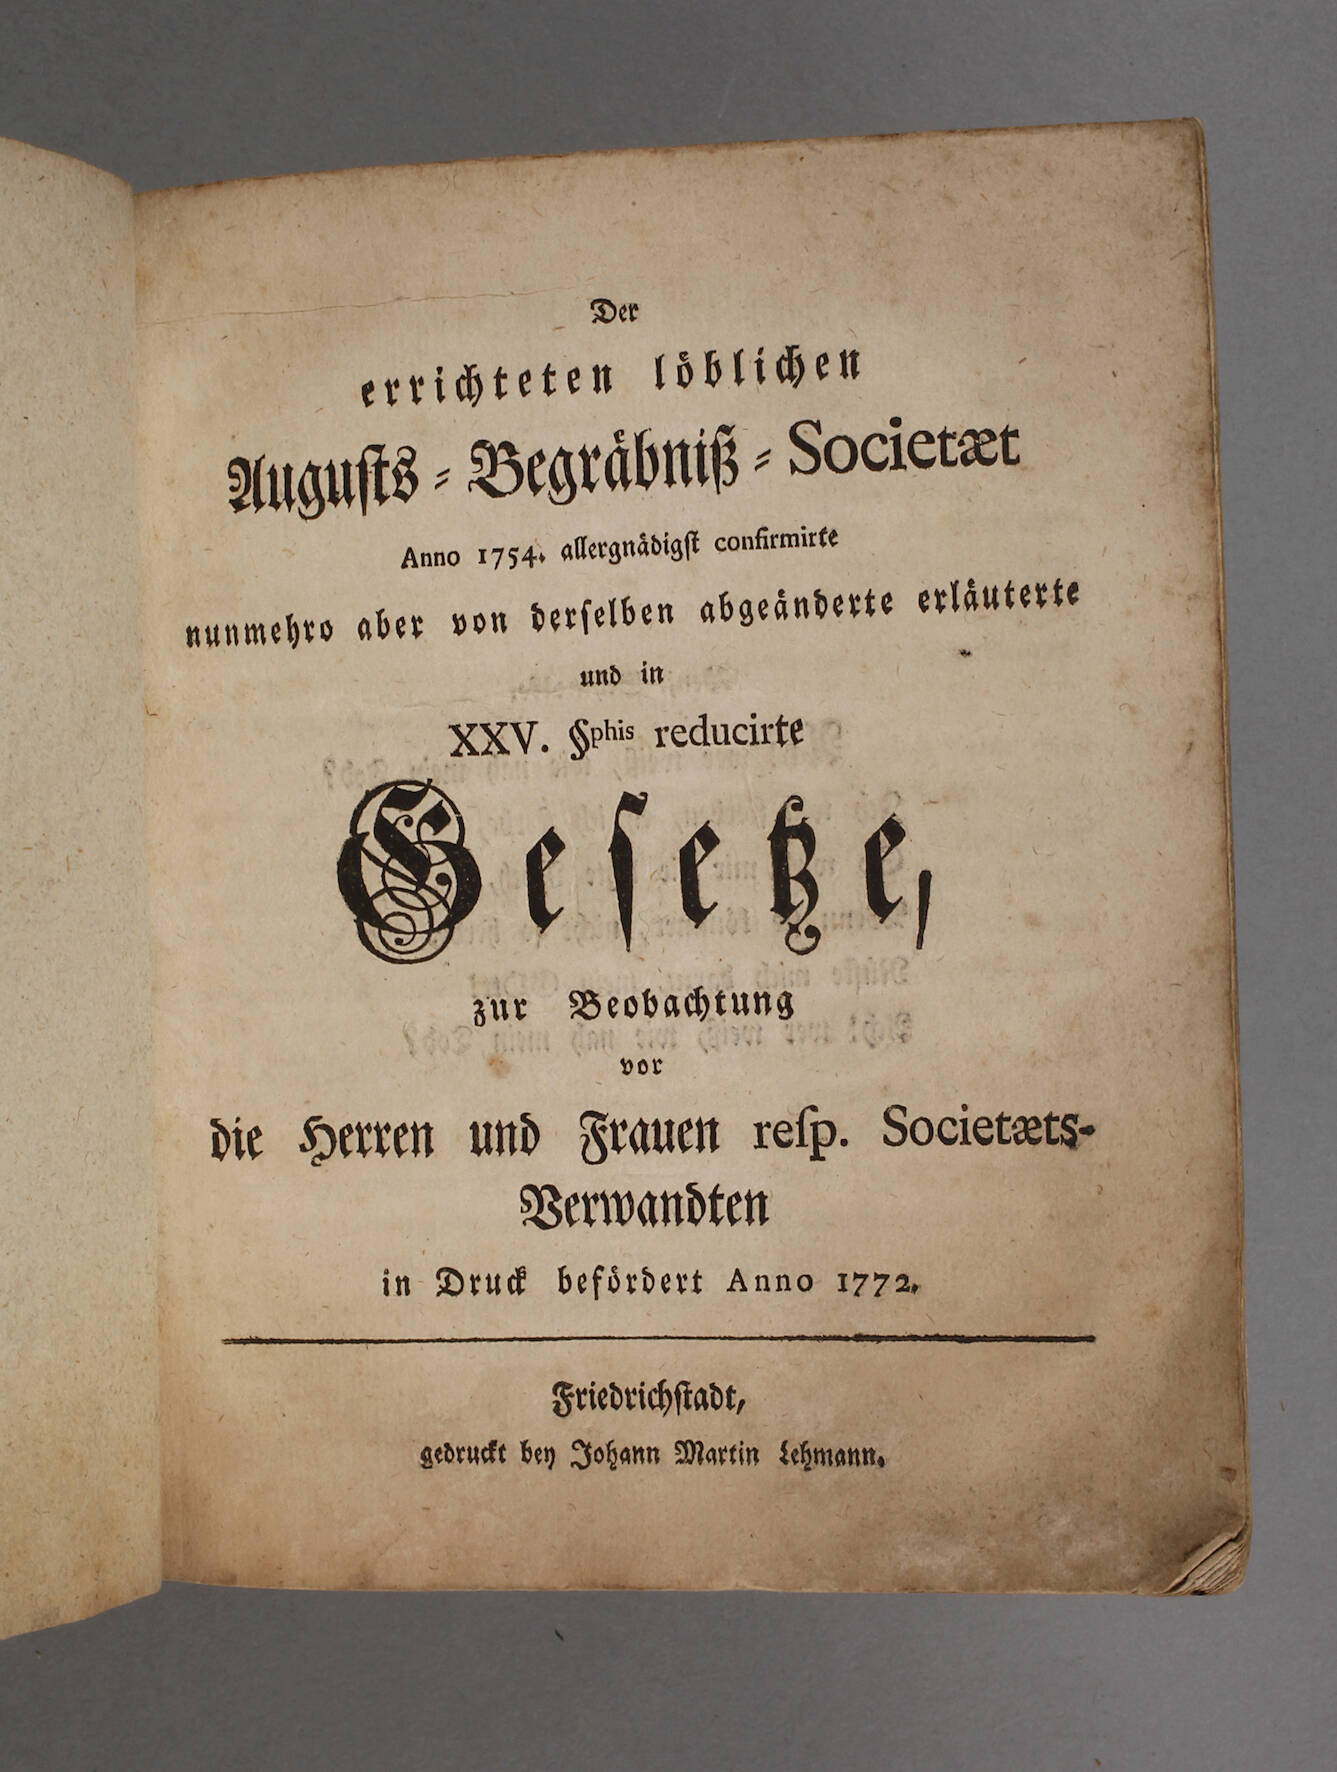 Der
errichteten löblichen
Auguſts-Begräbniß-Societæt
Anno 1754. allergnädigſt confirmirte
nunmehro aber von derſelben abgeänderte erläuterte
und in
XXV. §phis reducirte
Geſetze,
zur Beobachtung
vor
die Herren und Frauen reſp. Societæts-
Verwandten
in Druck befördert Anno 1772.
Friedrichſtadt,
gedruckt bey Johann Martin Lehmann.